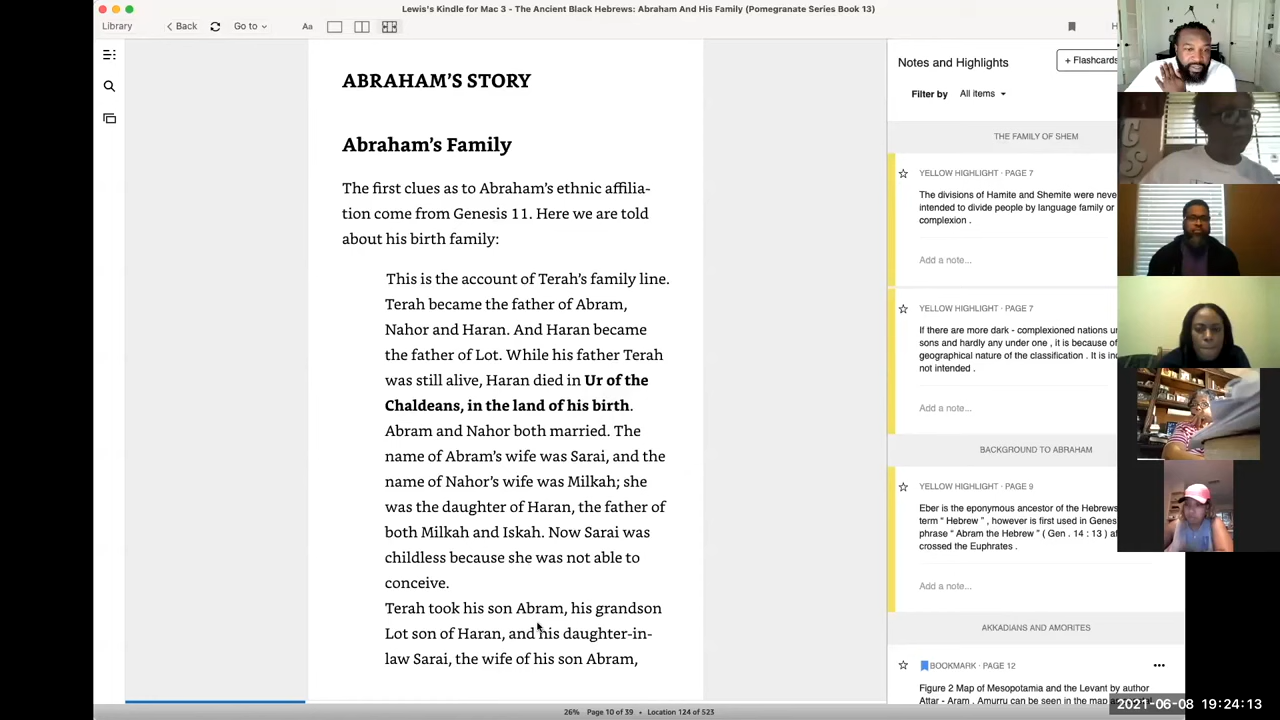 Lewis's Kindle for Mac 3 - The Ancient Black Hebrews: Abraham And His Family (Pomegranate Series Book 13)
Library
Back
Go to
Aa
ABRAHAM'S STORY
Abraham's Family
The first clues as to Abraham's ethnic affilia-
tion come from Genesis 11. Here we are told
about his birth family:
This is the account of Terah's family line.
Terah became the father of Abram,
Nahor and Haran. And Haran became
the father of Lot. While his father Terah
was still alive, Haran died in Ur of the
Chaldeans, in the land of his birth.
Abram and Nahor both married. The
name of Abram's wife was Sarai, and the
name of Nahor's wife was Milkah; she
was the daughter of Haran, the father of
both Milkah and Iskah. Now Sarai was
childless because she was not able to
conceive.
Terah took his son Abram, his grandson
Lot son of Haran, and his daughter-in-
law Sarai, the wife of his son Abram,
26% Page 10 of 39 • Location 124 of 523
Notes and Highlights
+ Flashcards
Filter by All items
THE FAMILY OF SHEM
YELLOW HIGHLIGHT · PAGE 7
The divisions of Hamite and Shemite were neve
intended to divide people by language family or
complexion .
Add a note...
YELLOW HIGHLIGHT · PAGE 7
If there are more dark - complexioned nations u
sons and hardly any under one , it is because of
geographical nature of the classification . It is in
not intended .
Add a note...
BACKGROUND TO ABRAHAM
YELLOW HIGHLIGHT · PAGE 9
Eber is the eponymous ancestor of the Hebrews
term " Hebrew " , however is first used in Genes
phrase " Abram the Hebrew " ( Gen . 14 : 13 ) af
crossed the Euphrates .
Add a note...
AKKADIANS AND AMORITES
BOOKMARK · PAGE 12
Figure 2 Map of Mesopotamia and the Levant by author
Attar - Aram . Amurru can be seen in the map a
2021-06-08 19:24:13